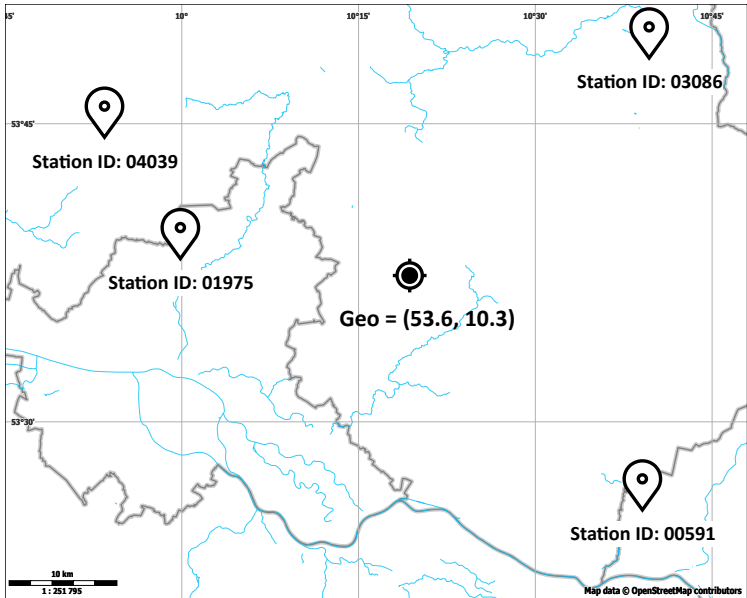 45'
10°
10°15'
10°30'
10°45'
Station ID: 03086
53°45'
Station ID: 04039
Station ID: 01975
Geo = (53.6, 10.3)
53°30'
Station ID: 00591
10 km
1 : 251 795
Map data © OpenStreetMap contributors